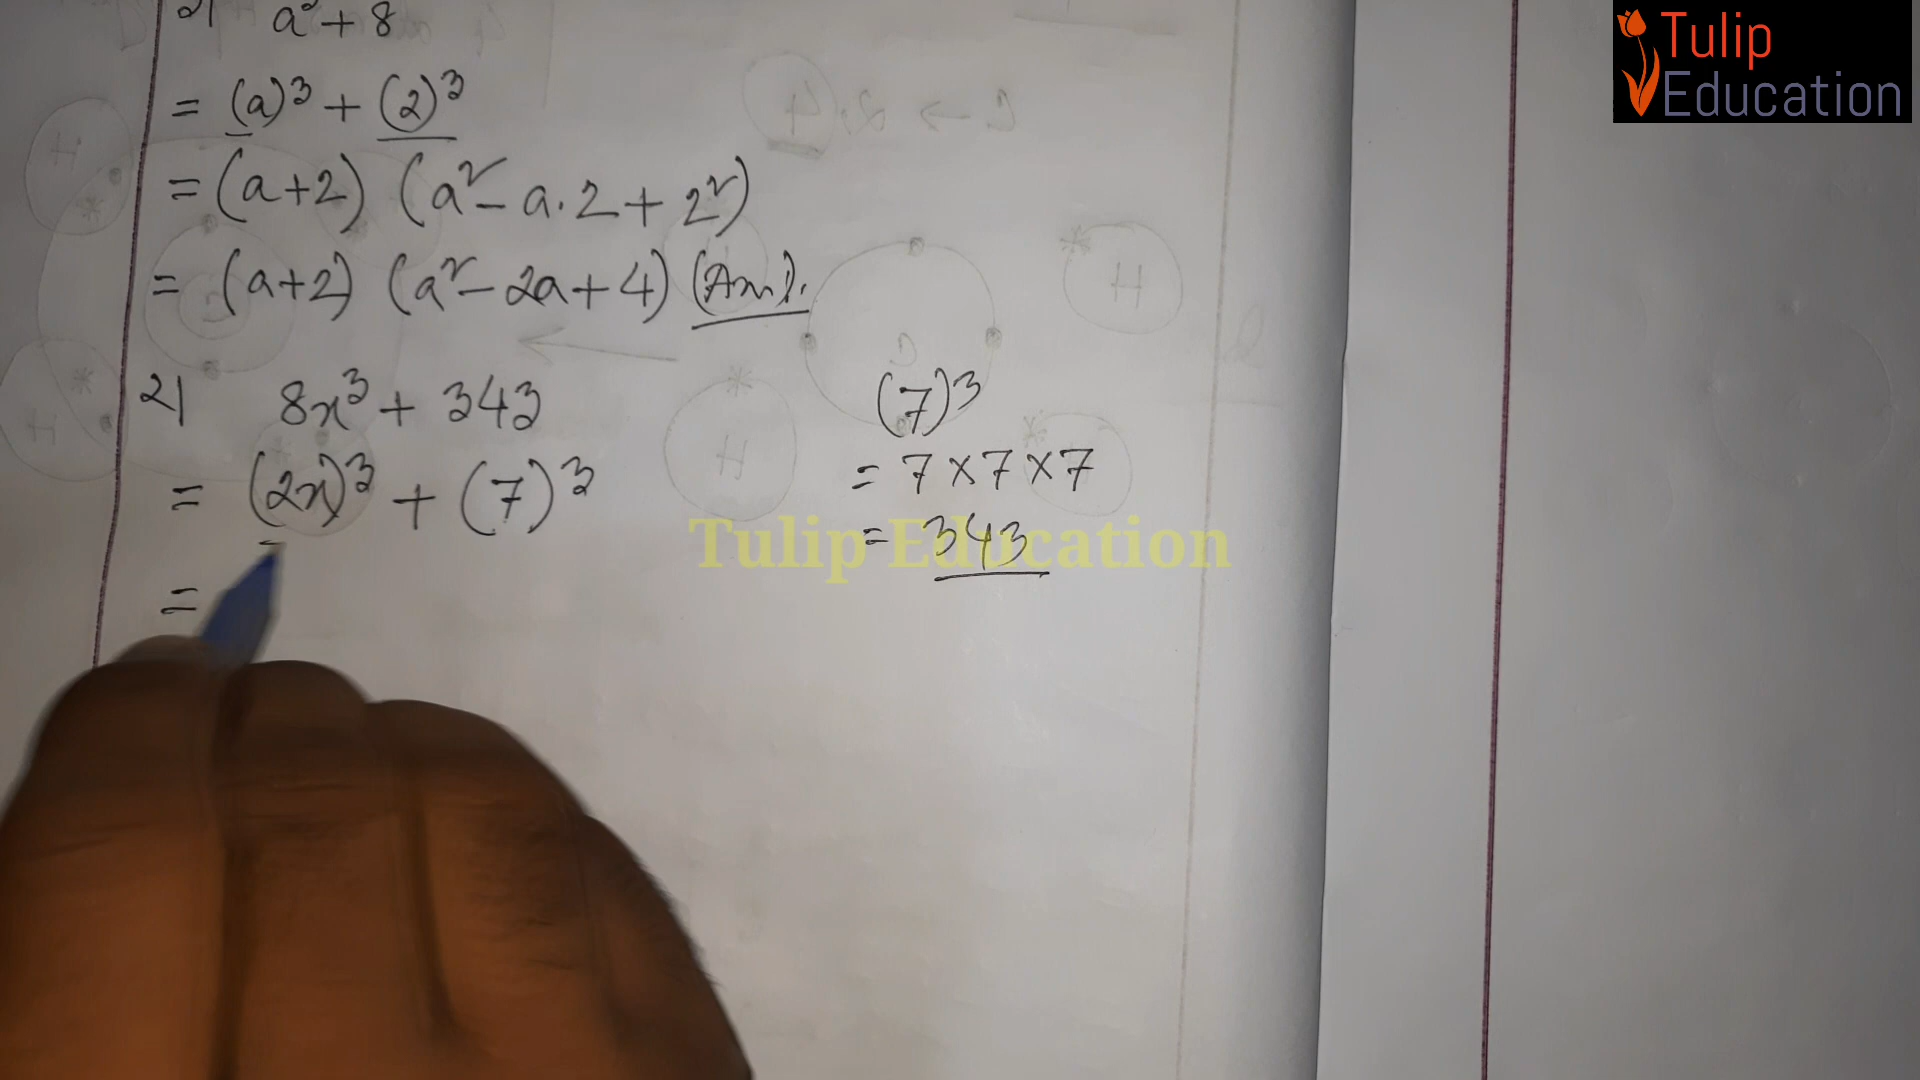 a³ + 8
= (a)³ + (2)³
= (a+2) (a² - a.2 + 2²)
= (a+2) (a² - 2a + 4) (Ans).
2| 8x³ + 343
= (2x)³ + (7)³
=
(7)³
= 7 × 7 × 7
= 343
Tulip Education
Tulip
Education